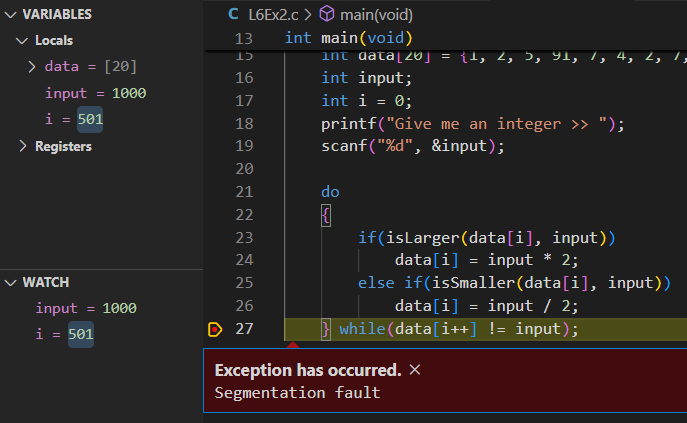 VARIABLES
Locals
data = [20]
input = 1000
i = 501
Registers
WATCH
input = 1000
i = 501
C L6Ex2.c > main(void)
13 int main(void)
15 int data[20] = {1, 2, 5, 91, 7, 4, 2, 7,
16 int input;
17 int i = 0;
18 printf("Give me an integer >> ");
19 scanf("%d", &input);
20
21 do
22 {
23 if(isLarger(data[i], input))
24 data[i] = input * 2;
25 else if(isSmaller(data[i], input))
26 data[i] = input / 2;
27 } while(data[i++] != input);
Exception has occurred. ×
Segmentation fault